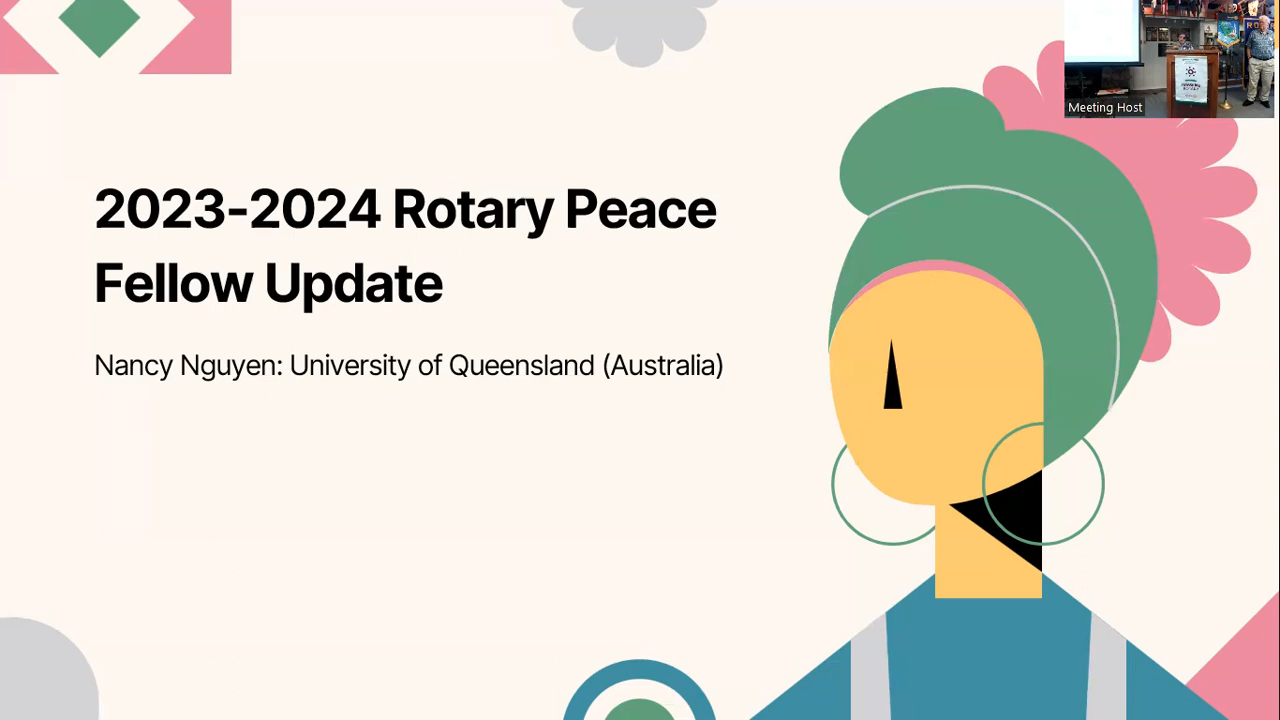 2023-2024 Rotary Peace
Fellow Update
Nancy Nguyen: University of Queensland (Australia)
Meeting Host